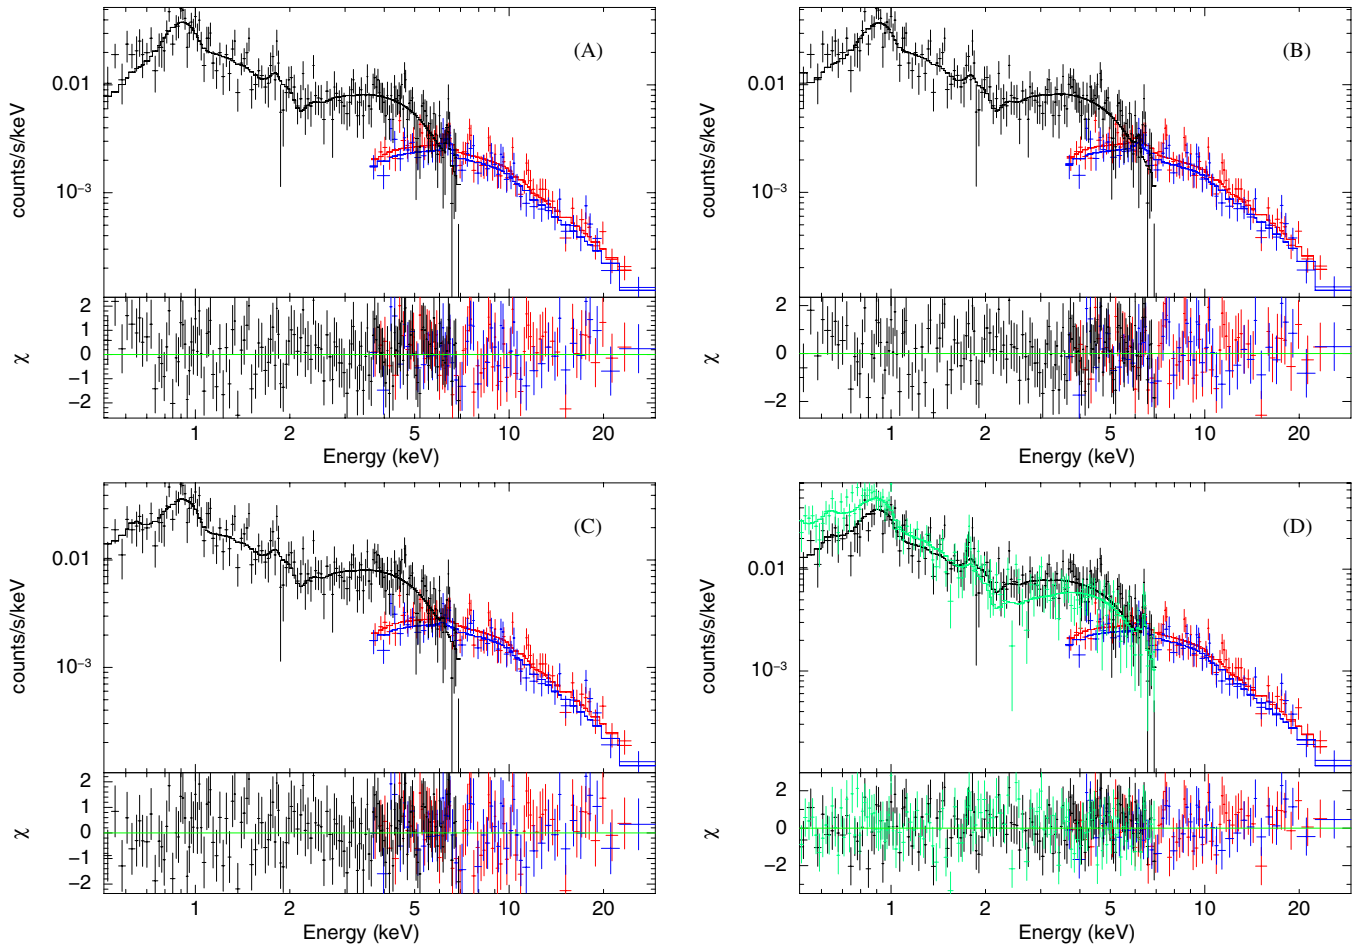 (A)
counts/s/keV
0.01
10⁻³
χ
2
1
0
−1
−2
1 2 5 10 20
Energy (keV)
(B)
counts/s/keV
0.01
10⁻³
χ
2
0
−2
1 2 5 10 20
Energy (keV)
(C)
counts/s/keV
0.01
10⁻³
χ
2
1
0
−1
−2
1 2 5 10 20
Energy (keV)
(D)
counts/s/keV
0.01
10⁻³
χ
2
0
−2
1 2 5 10 20
Energy (keV)